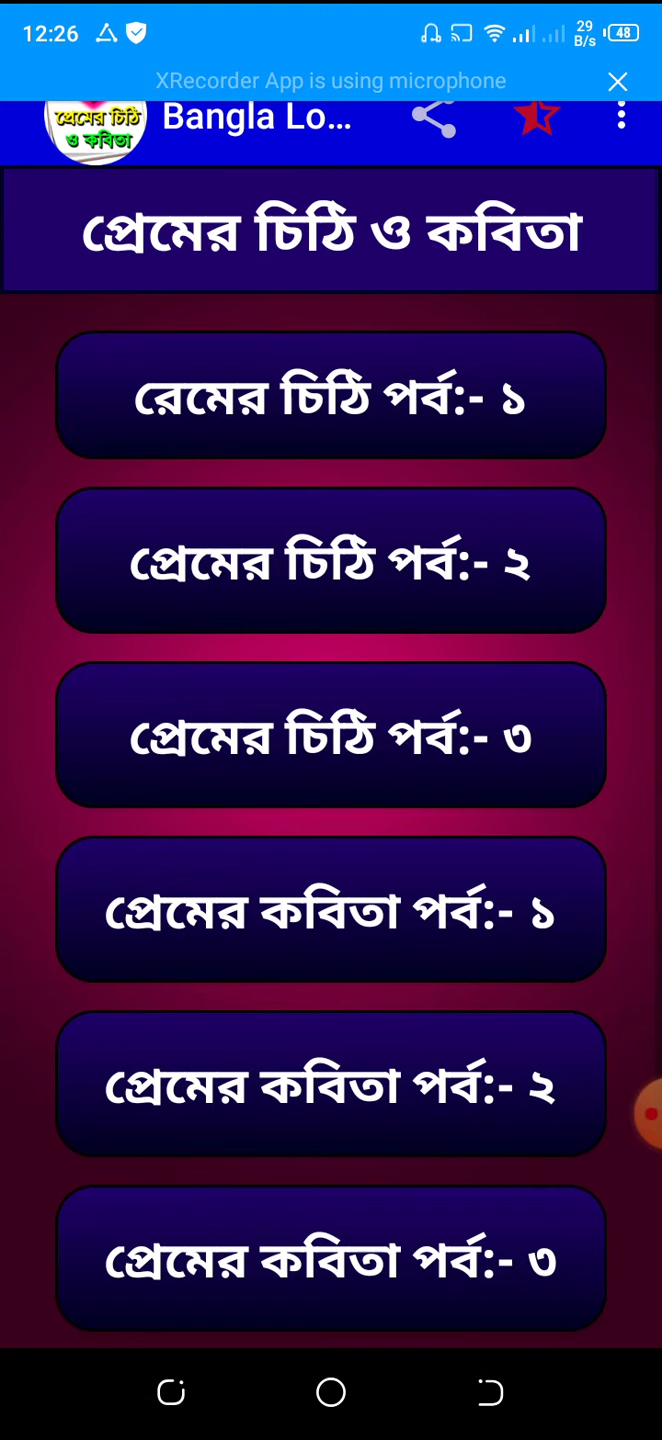 12:26
29
B/s
48
XRecorder App is using microphone
প্রেমের চিঠি
ও কবিতা
Bangla Lo...
প্রেমের চিঠি ও কবিতা
রেমের চিঠি পর্ব:- ১
প্রেমের চিঠি পর্ব:- ২
প্রেমের চিঠি পর্ব:- ৩
প্রেমের কবিতা পর্ব:- ১
প্রেমের কবিতা পর্ব:- ২
প্রেমের কবিতা পর্ব:- ৩